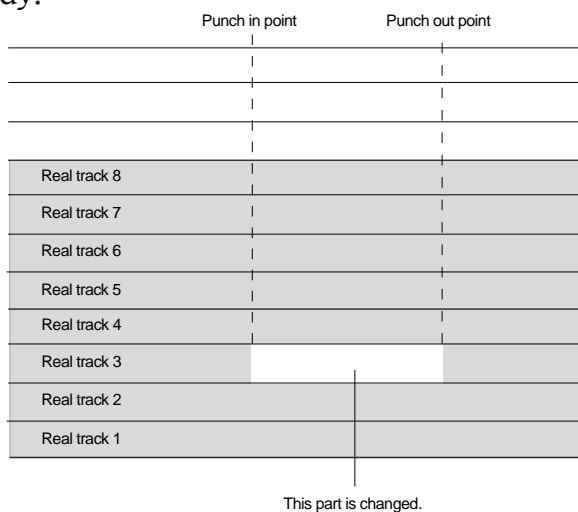 dy.
Punch in point Punch out point
Real track 8
Real track 7
Real track 6
Real track 5
Real track 4
Real track 3
Real track 2
Real track 1
This part is changed.